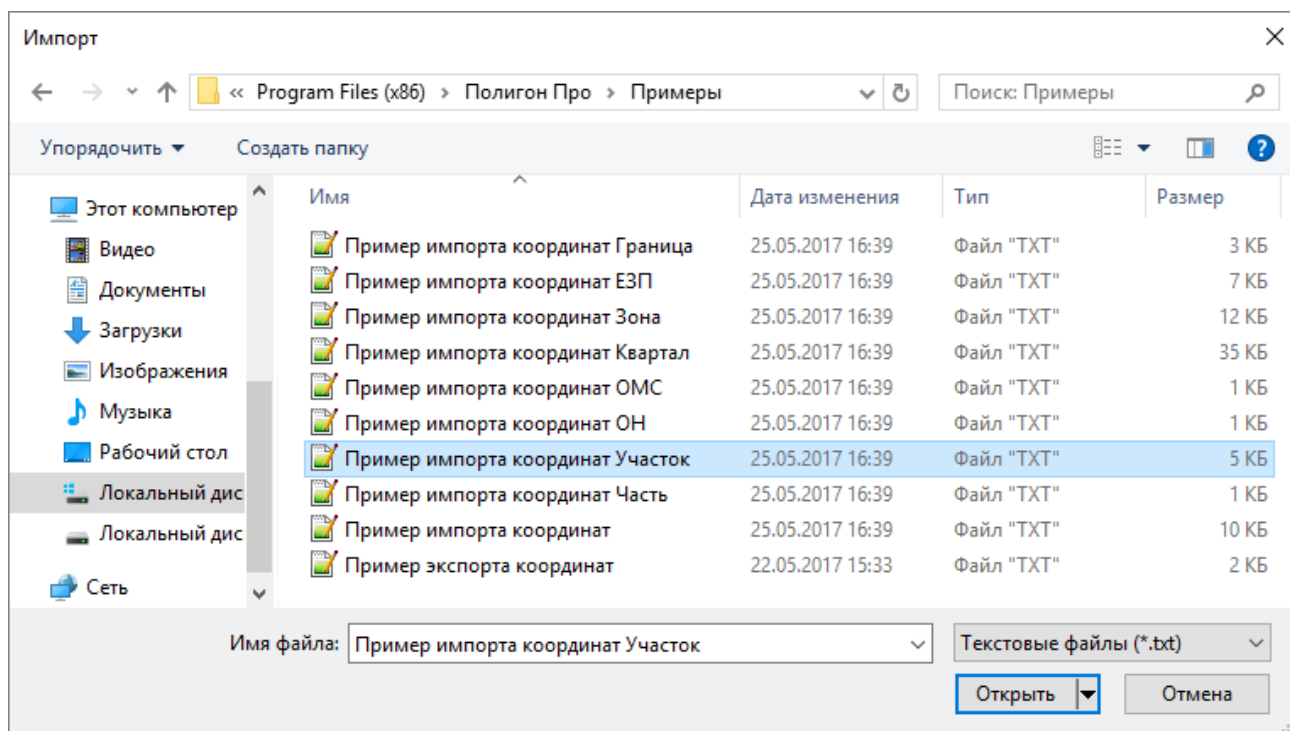 Импорт
« Program Files (x86) > Полигон Про > Примеры
Поиск: Примеры
Упорядочить
Создать папку
Этот компьютер
Видео
Документы
Загрузки
Изображения
Музыка
Рабочий стол
Локальный дис
Локальный дис
Сеть
Имя Дата изменения Тип Размер
Пример импорта координат Граница 25.05.2017 16:39 Файл "TXT" 3 КБ
Пример импорта координат ЕЗП 25.05.2017 16:39 Файл "TXT" 7 КБ
Пример импорта координат Зона 25.05.2017 16:39 Файл "TXT" 12 КБ
Пример импорта координат Квартал 25.05.2017 16:39 Файл "TXT" 35 КБ
Пример импорта координат ОМС 25.05.2017 16:39 Файл "TXT" 1 КБ
Пример импорта координат ОН 25.05.2017 16:39 Файл "TXT" 1 КБ
Пример импорта координат Участок 25.05.2017 16:39 Файл "TXT" 5 КБ
Пример импорта координат Часть 25.05.2017 16:39 Файл "TXT" 1 КБ
Пример импорта координат 25.05.2017 16:39 Файл "TXT" 10 КБ
Пример экспорта координат 22.05.2017 15:33 Файл "TXT" 2 КБ
Имя файла: Пример импорта координат Участок
Текстовые файлы (*.txt)
Открыть
Отмена